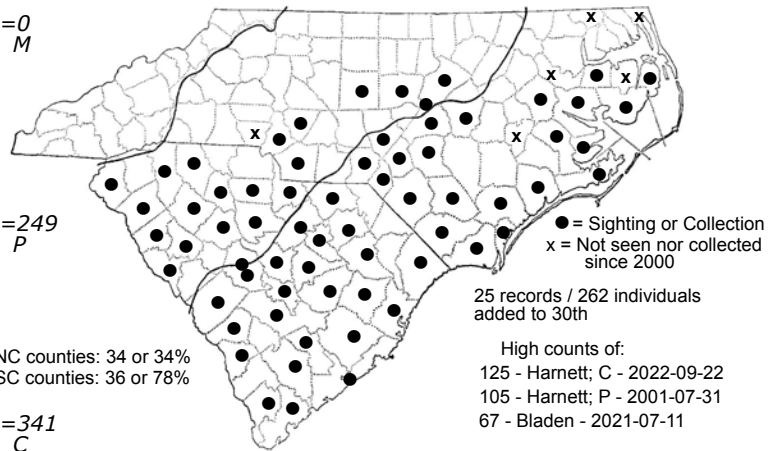 =0
M
=249
P
● = Sighting or Collection
x = Not seen nor collected
since 2000
25 records / 262 individuals
added to 30th
NC counties: 34 or 34%
SC counties: 36 or 78%
High counts of:
125 - Harnett; C - 2022-09-22
105 - Harnett; P - 2001-07-31
67 - Bladen - 2021-07-11
=341
C
x
x
x
x
x
x